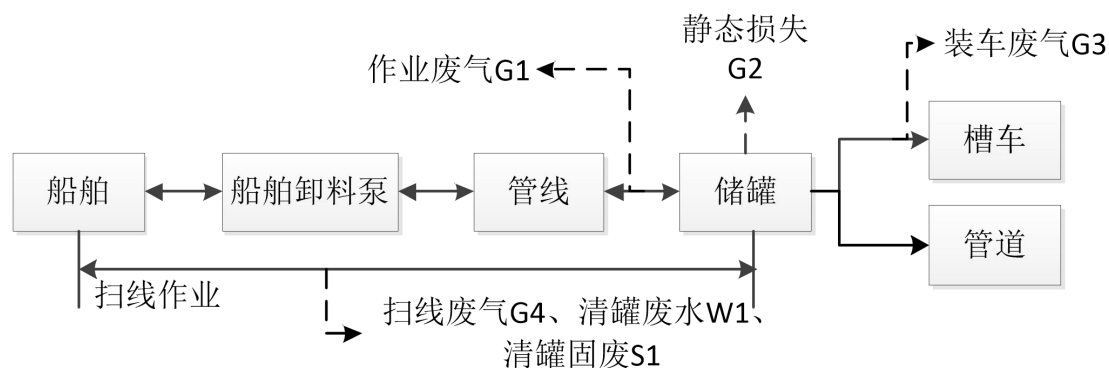 静态损失
G2
装车废气G3
作业废气G1
槽车
船舶
船舶卸料泵
管线
储罐
管道
扫线作业
扫线废气G4、清罐废水W1、
清罐固废S1